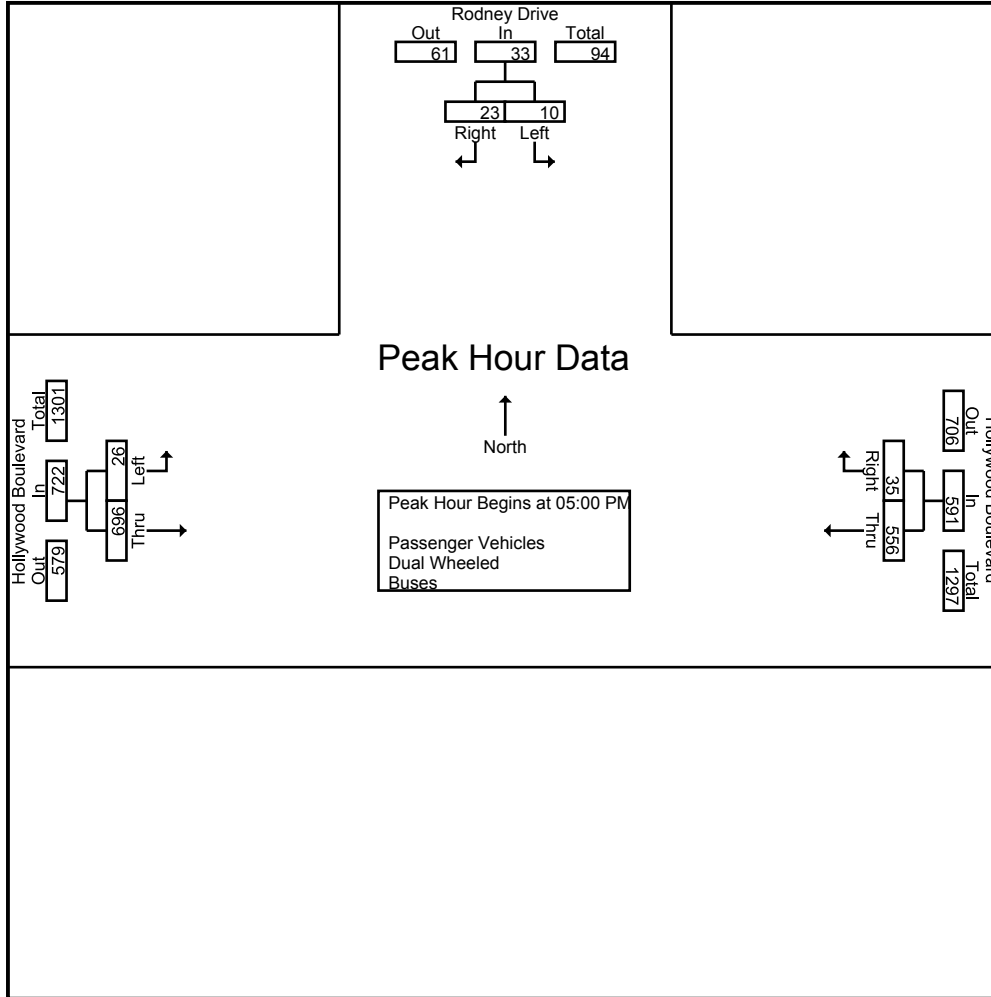 Rodney Drive
Out In Total
61 33 94
23 10
Right Left
Peak Hour Data
North
Peak Hour Begins at 05:00 PM
Passenger Vehicles
Dual Wheeled
Buses
Hollywood Boulevard
Out In Total
579 722 1301
26 696
Left Thru
Hollywood Boulevard
Out In Total
706 591 1297
Right Thru
35 556